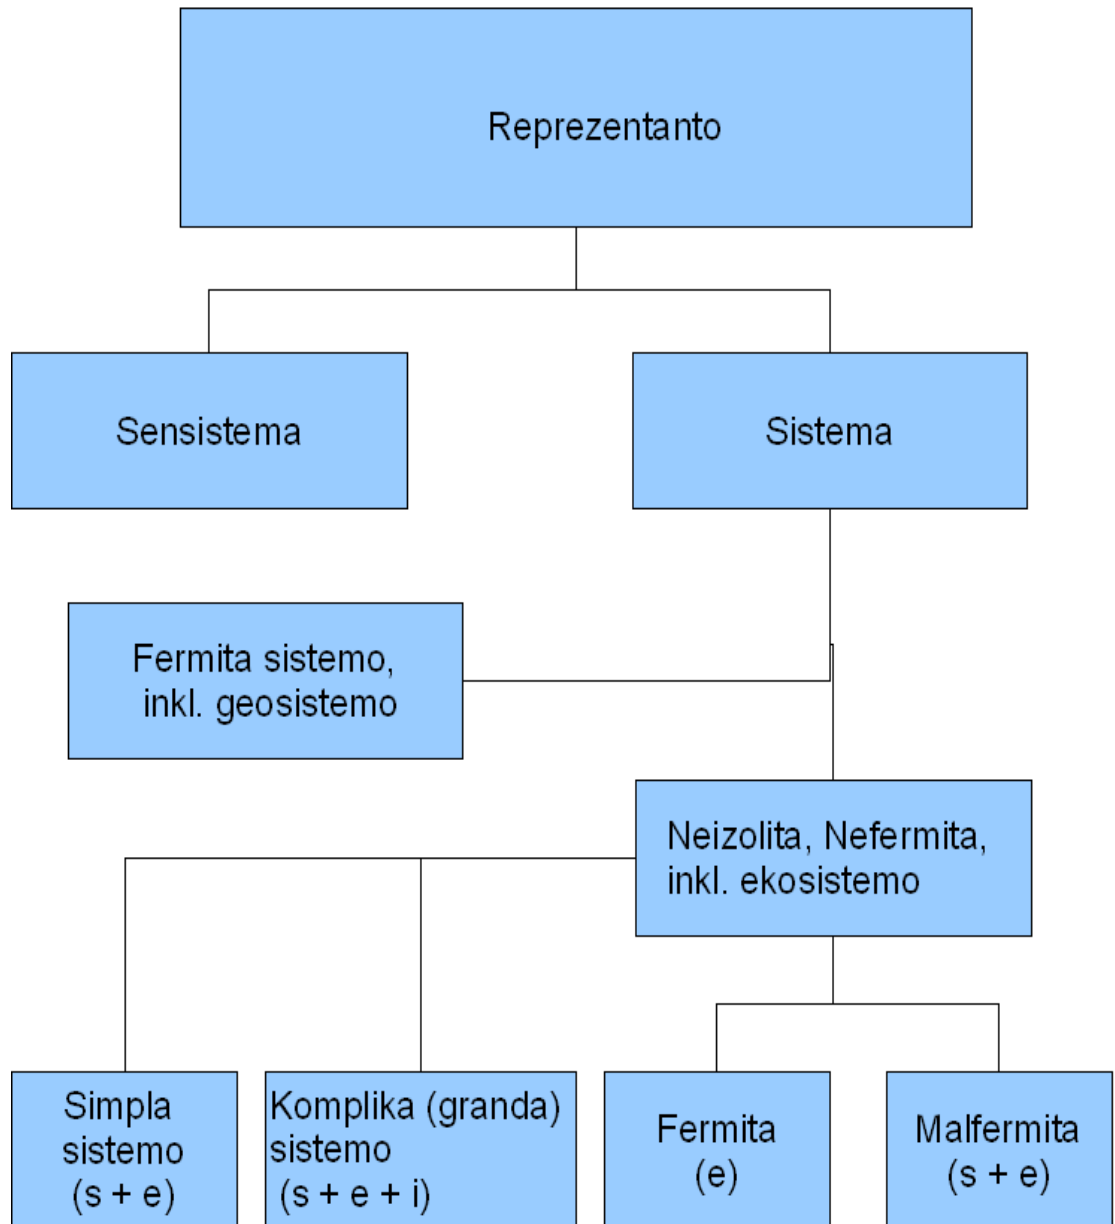 Reprezentanto
Sensistema
Sistema
Fermita sistemo,
inkl. geosistemo
Neizolita, Nefermita,
inkl. ekosistemo
Simpla
sistemo
(s + e)
Komplika (granda)
sistemo
(s + e + i)
Fermita
(e)
Malfermita
(s + e)